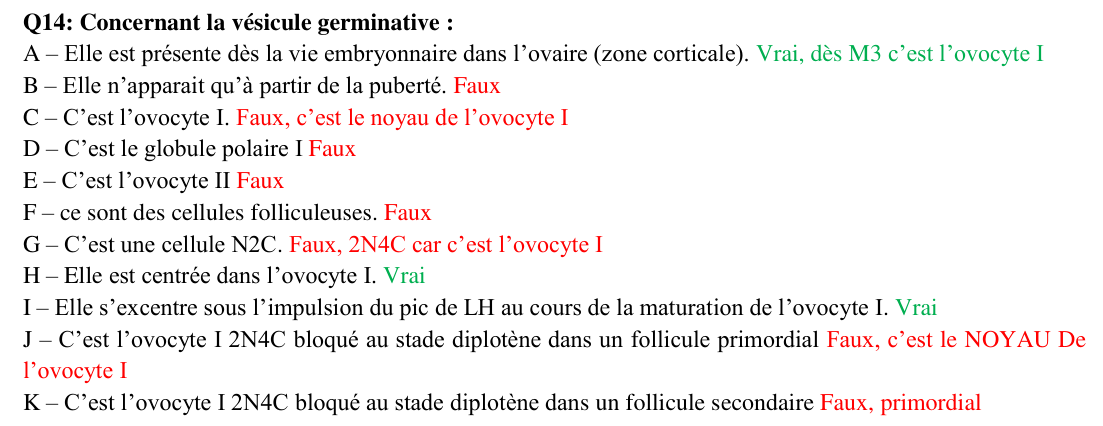 Q14: Concernant la vésicule germinative :
A – Elle est présente dès la vie embryonnaire dans l’ovaire (zone corticale). Vrai, dès M3 c’est l’ovocyte I
B – Elle n’apparait qu’à partir de la puberté. Faux
C – C’est l’ovocyte I. Faux, c’est le noyau de l’ovocyte I
D – C’est le globule polaire I Faux
E – C’est l’ovocyte II Faux
F – ce sont des cellules folliculeuses. Faux
G – C’est une cellule N2C. Faux, 2N4C car c’est l’ovocyte I
H – Elle est centrée dans l’ovocyte I. Vrai
I – Elle s’excentre sous l’impulsion du pic de LH au cours de la maturation de l’ovocyte I. Vrai
J – C’est l’ovocyte I 2N4C bloqué au stade diplotène dans un follicule primordial Faux, c’est le NOYAU De
l’ovocyte I
K – C’est l’ovocyte I 2N4C bloqué au stade diplotène dans un follicule secondaire Faux, primordial